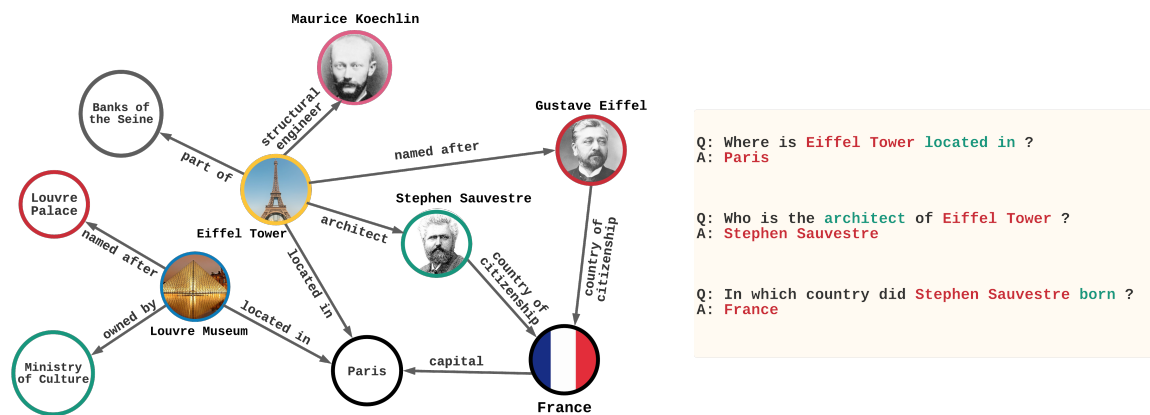 Maurice Koechlin
Banks of
the Seine
structural
engineer
Gustave Eiffel
part of
named after
Louvre
Palace
Stephen Sauvestre
architect
Eiffel Tower
named after
located in
country of
citizenship
country of
citizenship
owned by
Louvre Museum
located in
Ministry
of Culture
Paris
capital
France
Q: Where is Eiffel Tower located in ?
A: Paris
Q: Who is the architect of Eiffel Tower ?
A: Stephen Sauvestre
Q: In which country did Stephen Sauvestre born ?
A: France